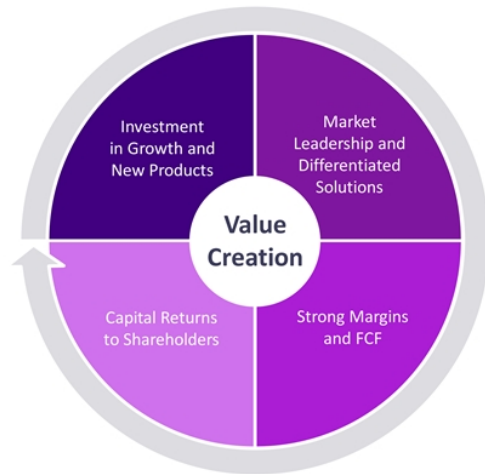 Investment
in Growth and
New Products
Market
Leadership and
Differentiated
Solutions
Value
Creation
Capital Returns
to Shareholders
Strong Margins
and FCF